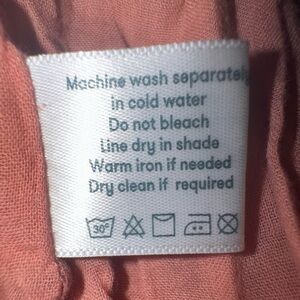 Machine wash separately
in cold water
Do not bleach
Line dry in shade
Warm iron if needed
Dry clean if required
30°